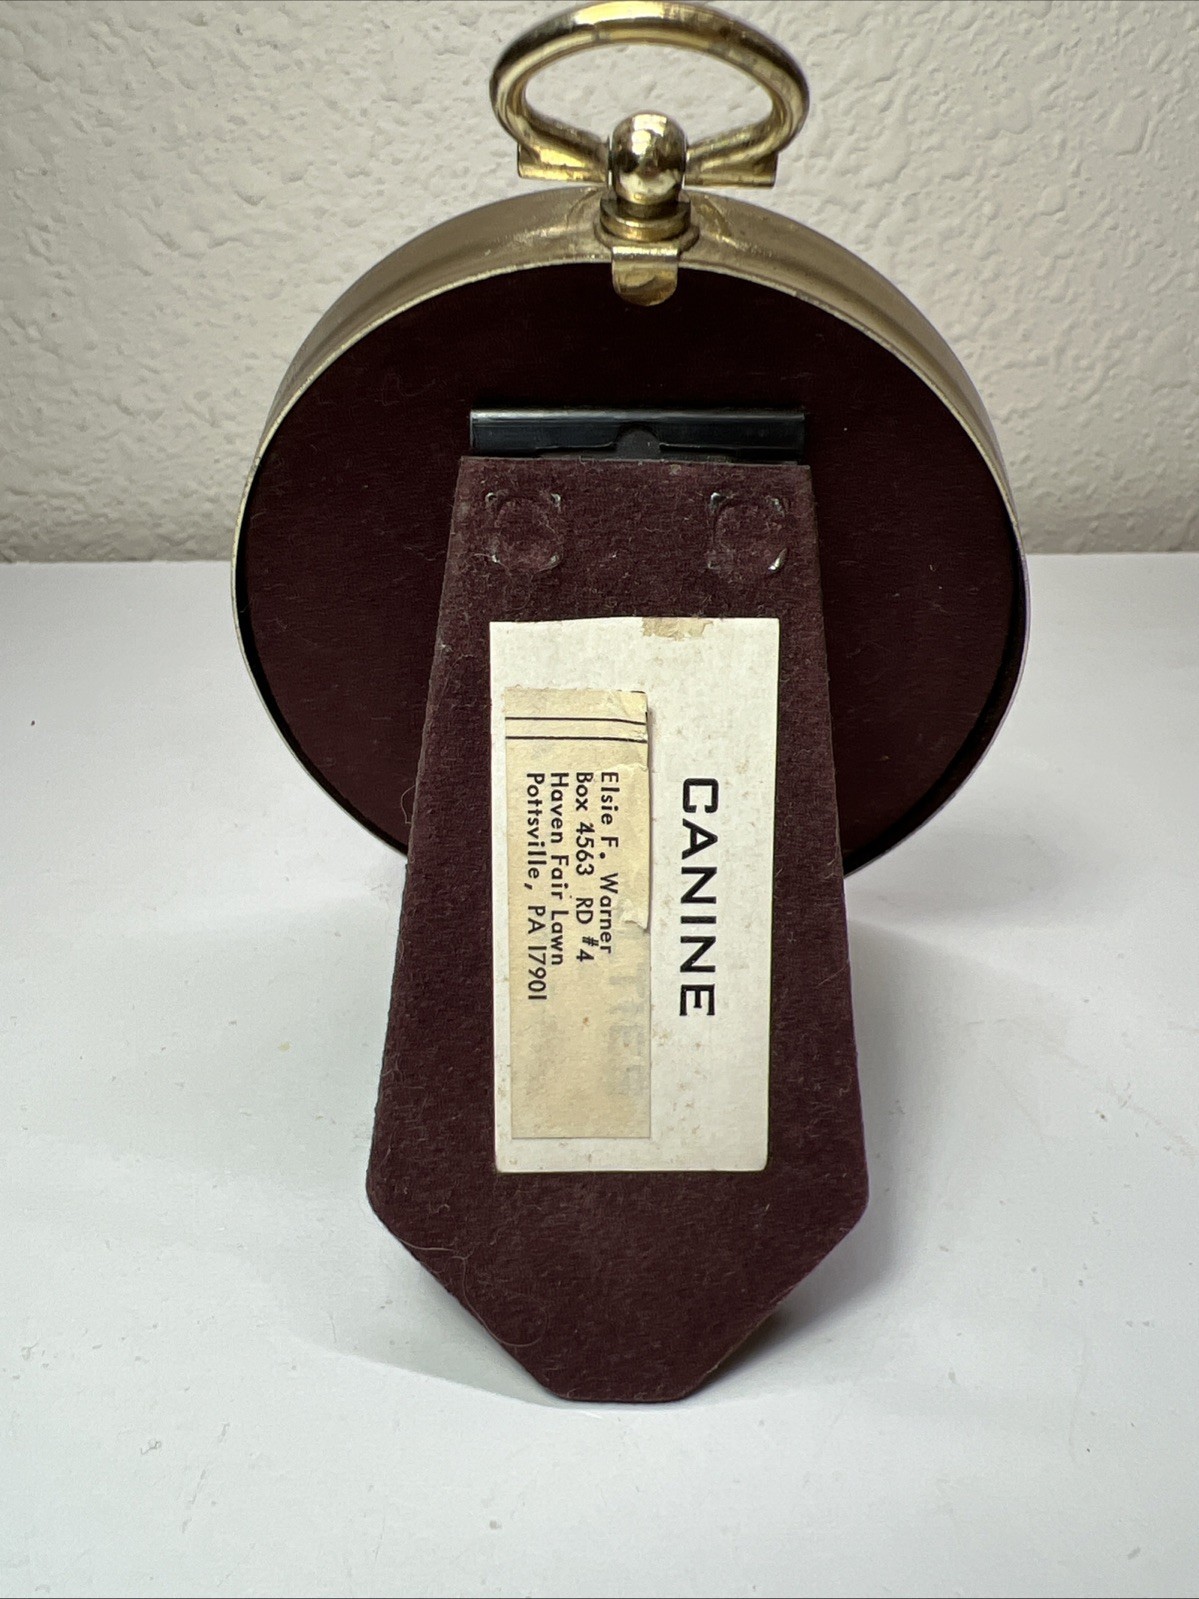 CANINE
Elsie F. Warner
Box 4563 RD #4
Haven Fair Lawn
Pottsville, PA 17901